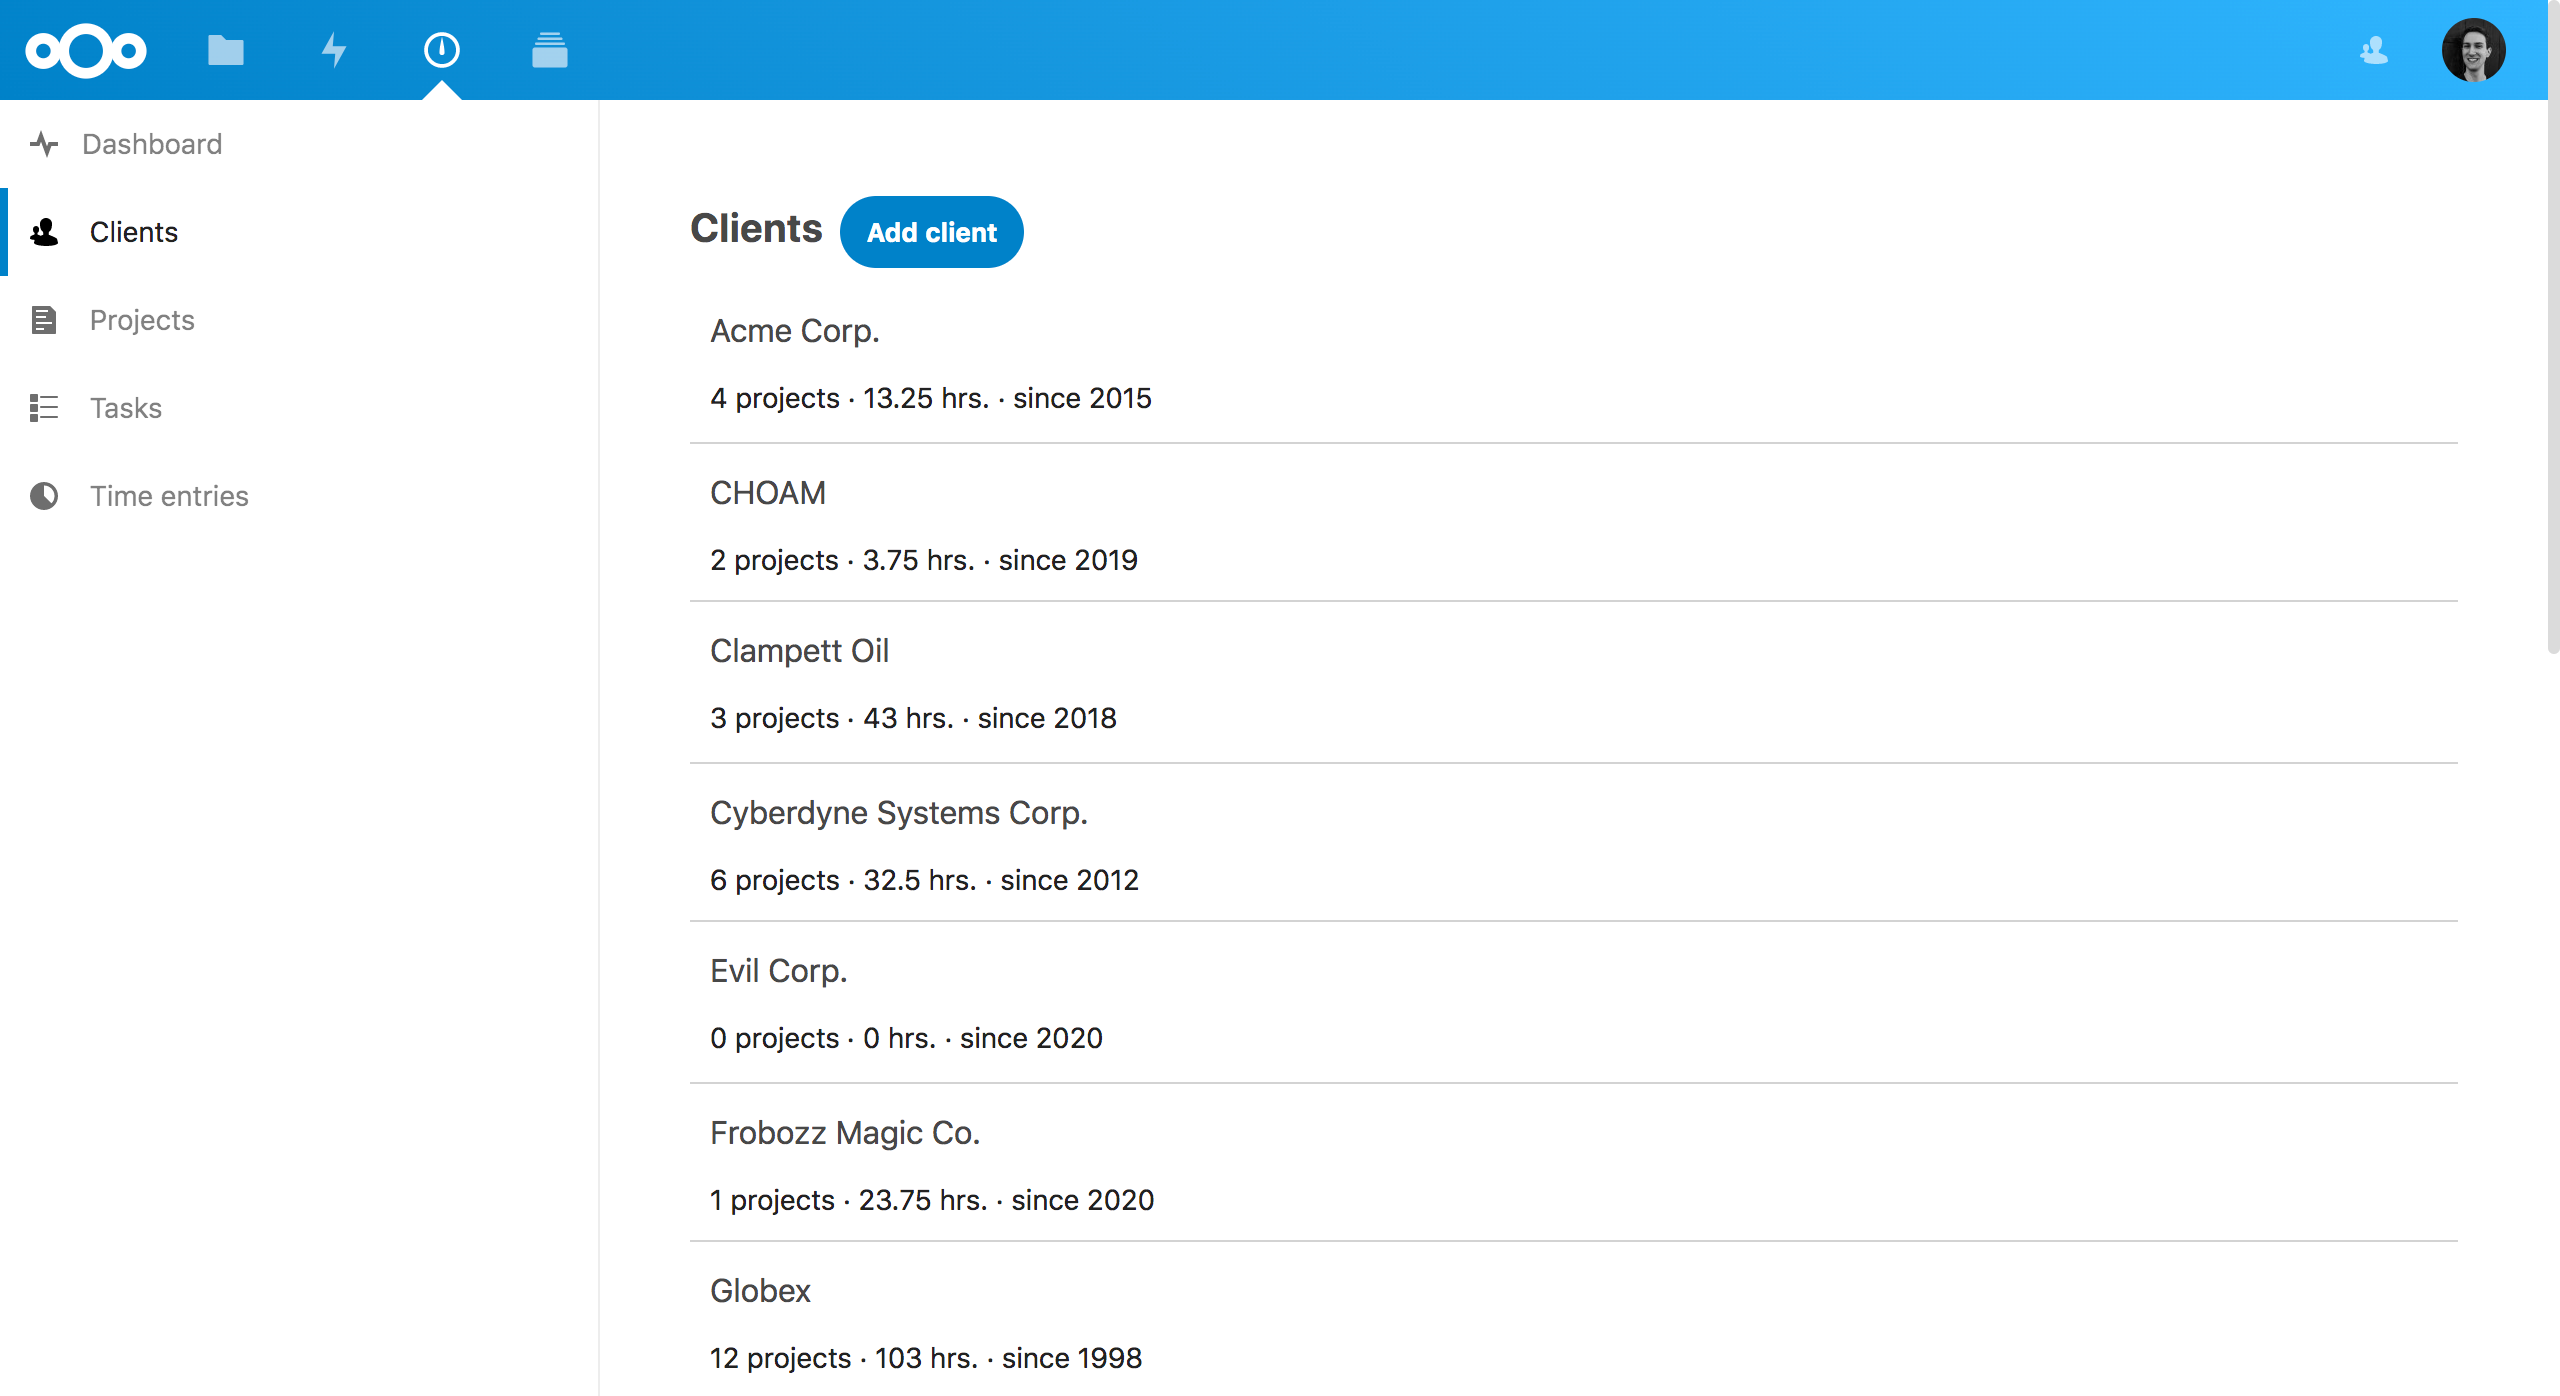 Dashboard
Clients
Projects
Tasks
Time entries
Clients Add client
Acme Corp.
4 projects · 13.25 hrs. · since 2015
CHOAM
2 projects · 3.75 hrs. · since 2019
Clampett Oil
3 projects · 43 hrs. · since 2018
Cyberdyne Systems Corp.
6 projects · 32.5 hrs. · since 2012
Evil Corp.
0 projects · 0 hrs. · since 2020
Frobozz Magic Co.
1 projects · 23.75 hrs. · since 2020
Globex
12 projects · 103 hrs. · since 1998